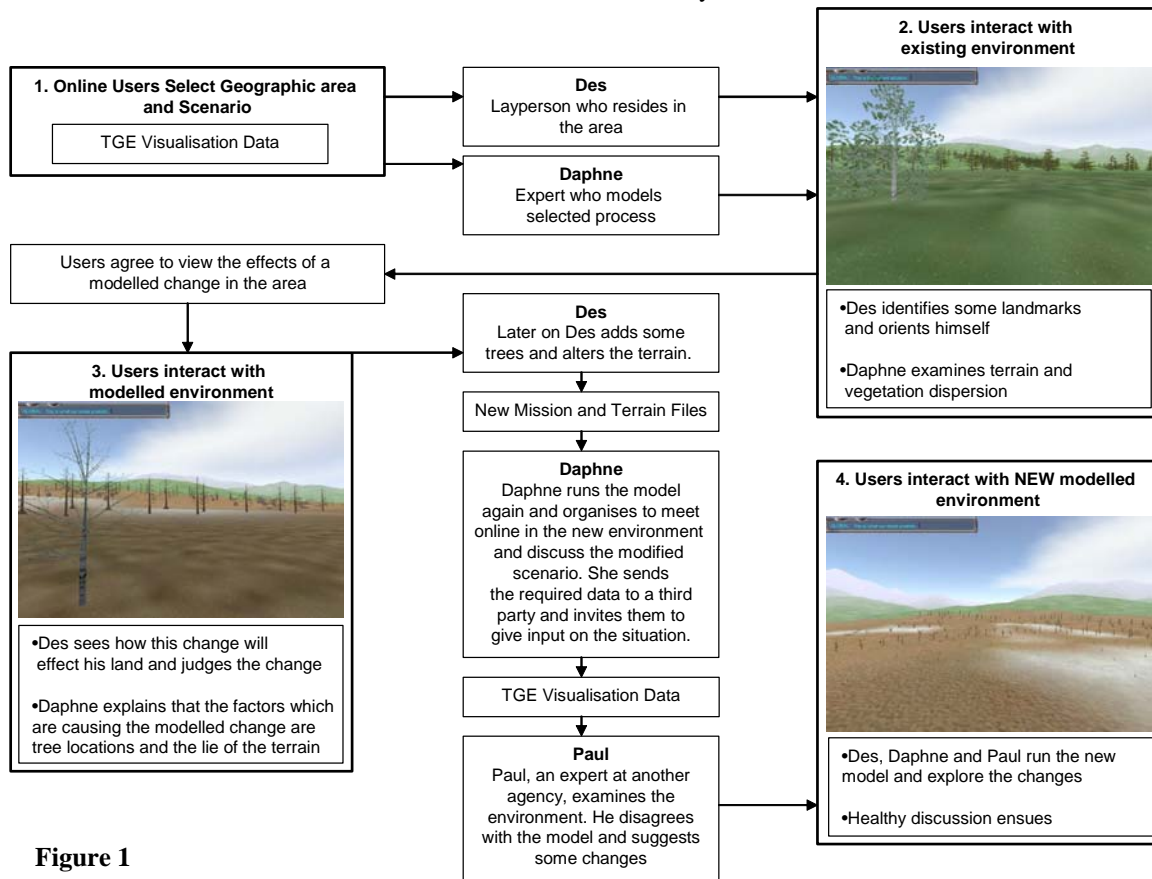 1. Online Users Select Geographic area
and Scenario
TGE Visualisation Data
Des
Layperson who resides in
the area
Daphne
Expert who models
selected process
2. Users interact with
existing environment
•Des identifies some landmarks
and orients himself
•Daphne examines terrain and
vegetation dispersion
Users agree to view the effects of a
modelled change in the area
3. Users interact with
modelled environment
•Des sees how this change will
effect his land and judges the change
•Daphne explains that the factors which
are causing the modelled change are
tree locations and the lie of the terrain
Des
Later on Des adds some
trees and alters the terrain.
New Mission and Terrain Files
Daphne
Daphne runs the model
again and organises to meet
online in the new environment
and discuss the modified
scenario. She sends
the required data to a third
party and invites them to
give input on the situation.
TGE Visualisation Data
Paul
Paul, an expert at another
agency, examines the
environment. He disagrees
with the model and suggests
some changes
4. Users interact with NEW modelled
environment
•Des, Daphne and Paul run the new
model and explore the changes
•Healthy discussion ensues
Figure 1